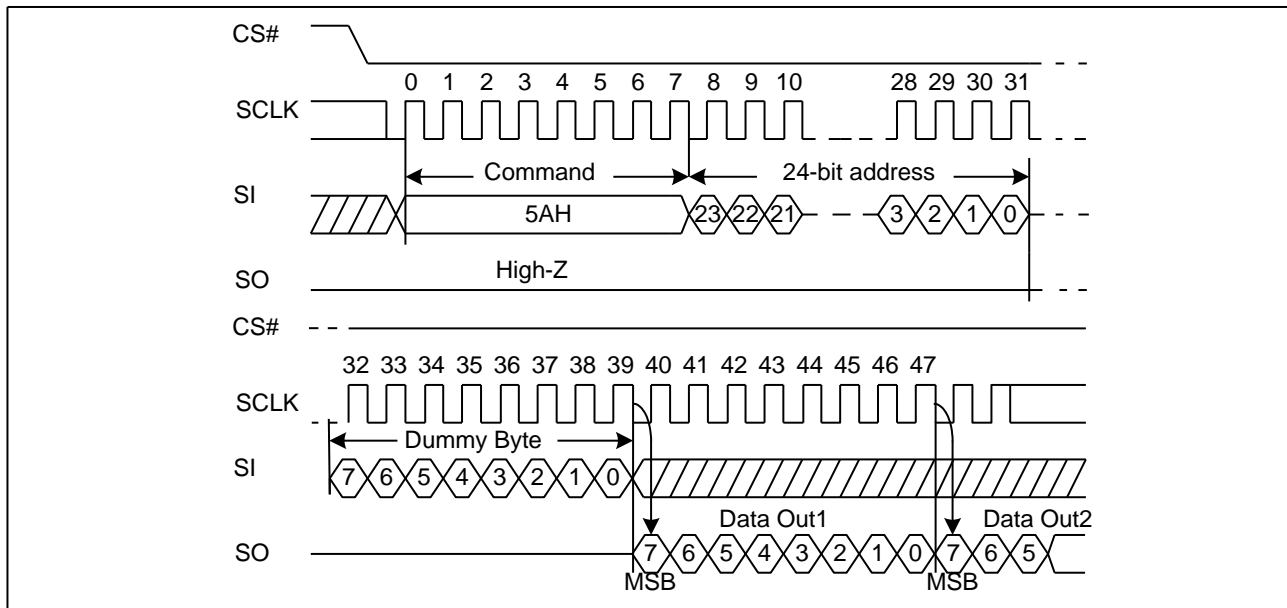 CS#
0 1 2 3 4 5 6 7 8 9 10 28 29 30 31
SCLK
Command 24-bit address
SI
5AH 23 22 21 3 2 1 0
High-Z
SO
CS#
32 33 34 35 36 37 38 39 40 41 42 43 44 45 46 47
SCLK
Dummy Byte
SI
7 6 5 4 3 2 1 0
Data Out1 Data Out2
SO
7 6 5 4 3 2 1 0 7 6 5
MSB MSB